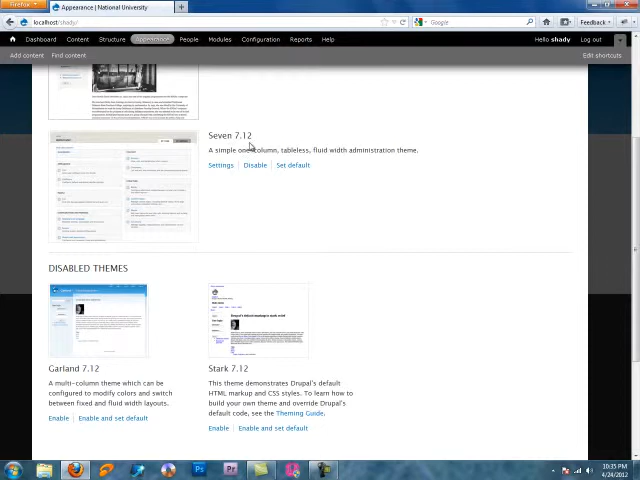 Firefox
Appearance | National University
localhost/shady/
Google
Feedback
Dashboard Content Structure Appearance People Modules Configuration Reports Help Hello shady Log out
Add content Find content Edit shortcuts
Seven 7.12
A simple one-column, tableless, fluid width administration theme.
Settings Disable Set default
DISABLED THEMES
Garland 7.12
A multi-column theme which can be
configured to modify colors and switch
between fixed and fluid width layouts.
Enable Enable and set default
Stark 7.12
This theme demonstrates Drupal's default
HTML markup and CSS styles. To learn how to
build your own theme and override Drupal's
default code, see the Theming Guide.
Enable Enable and set default
Ps Pr
10:35 PM
4/24/2012